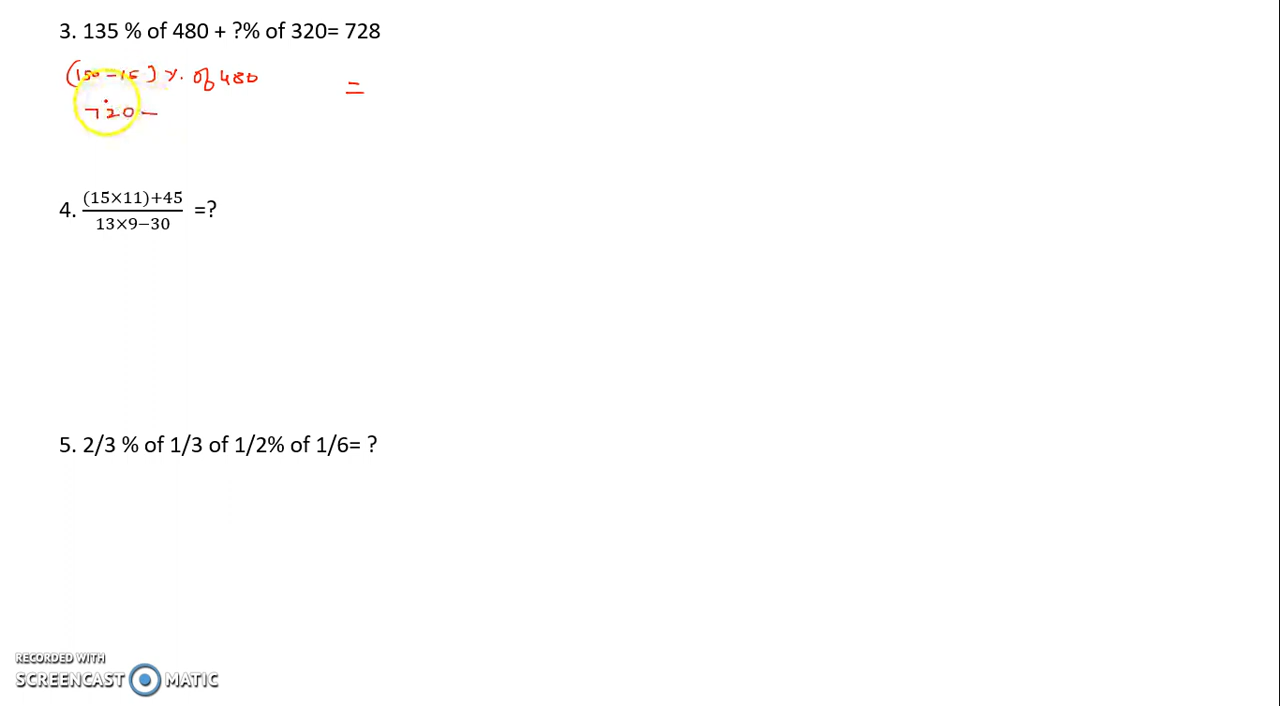 3. 135 % of 480 + ?% of 320= 728
(150-15) %. of 480 =
720 -
4. (15×11)+45
13×9−30
=?
5. 2/3 % of 1/3 of 1/2% of 1/6= ?
RECORDED WITH
SCREENCAST MATIC